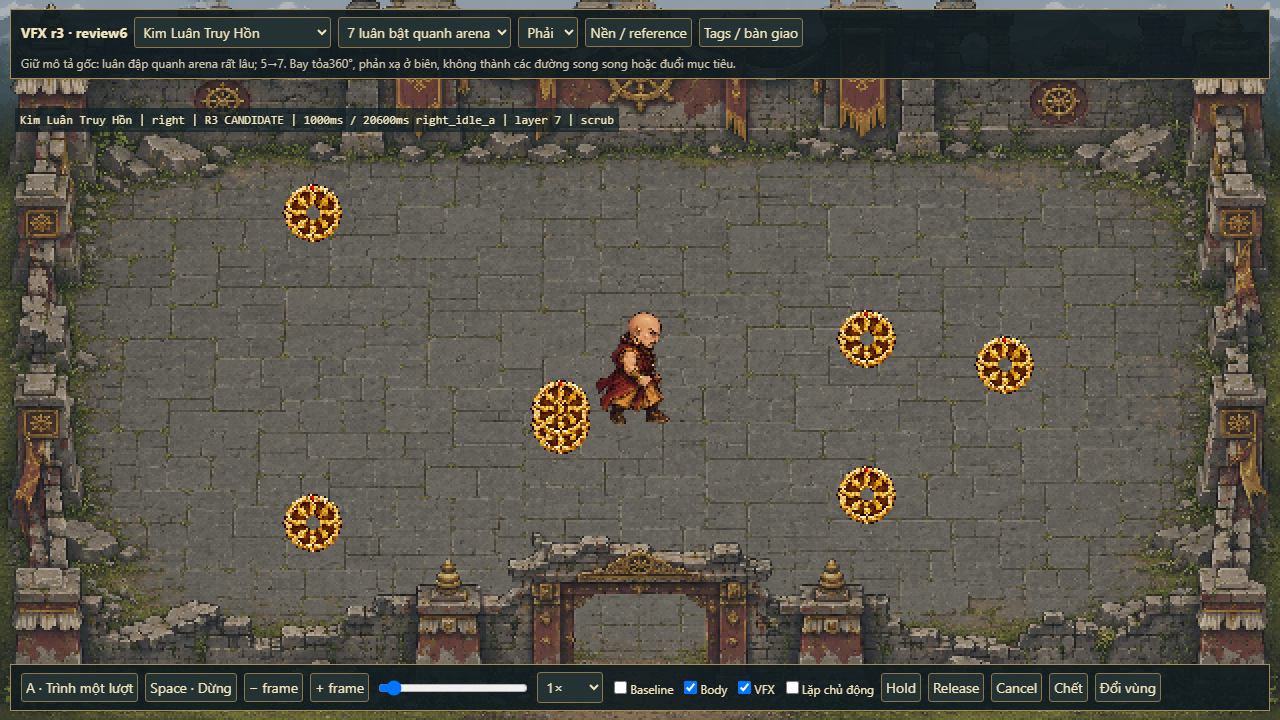 VFX r3 · review6 Kim Luân Truy Hồn 7 luân bật quanh arena Phải Nền / reference Tags / bàn giao
Giữ mô tả gốc: luân đập quanh arena rất lâu; 5→7. Bay tỏa360°, phản xạ ở biên, không thành các đường song song hoặc đuổi mục tiêu.
Kim Luân Truy Hồn | right | R3 CANDIDATE | 1000ms / 20600ms right_idle_a | layer 7 | scrub
A · Trình một lượt Space · Dừng − frame + frame 1× Baseline Body VFX Lặp chủ động Hold Release Cancel Chết Đổi vùng